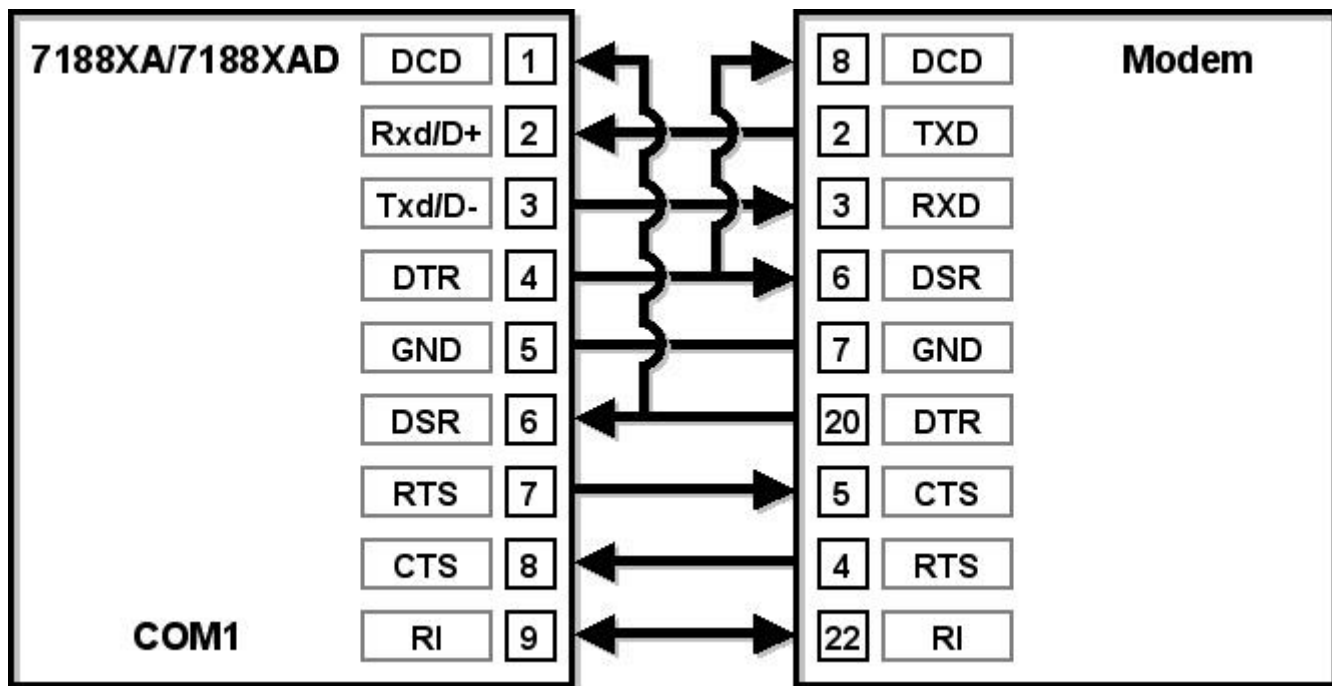 7188XA/7188XAD DCD 1 8 DCD Modem
Rxd/D+ 2 2 TXD
Txd/D- 3 3 RXD
DTR 4 6 DSR
GND 5 7 GND
DSR 6 20 DTR
RTS 7 5 CTS
CTS 8 4 RTS
COM1 RI 9 22 RI